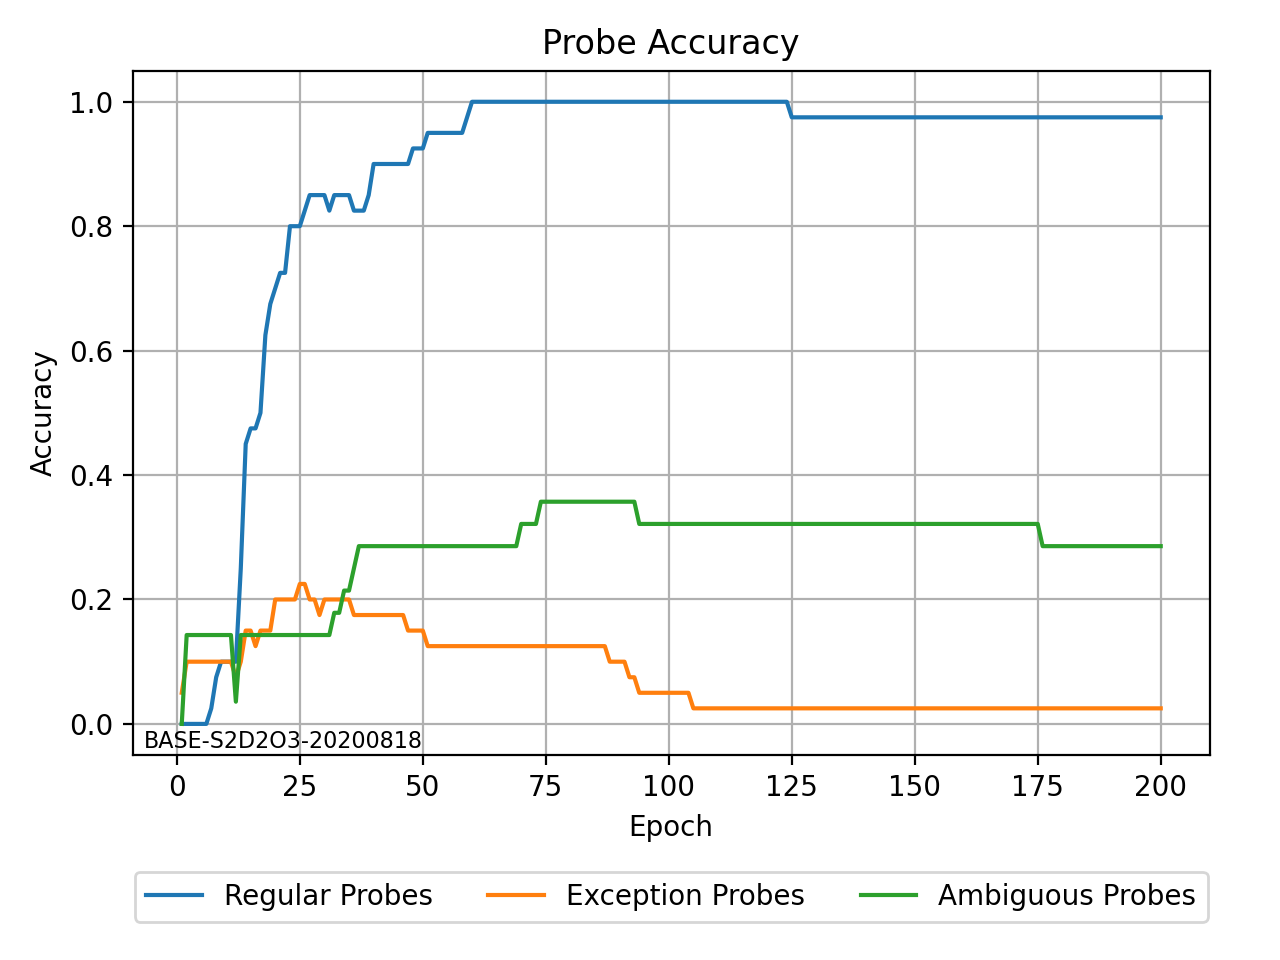 Probe Accuracy
Accuracy
1.0
0.8
0.6
0.4
0.2
0.0
BASE-S2D2O3-20200818
0 25 50 75 100 125 150 175 200
Epoch
Regular Probes Exception Probes Ambiguous Probes